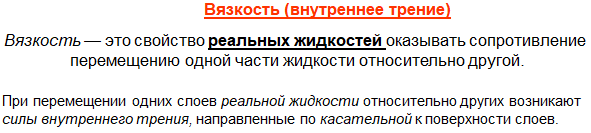 Вязкость (внутреннее трение)
Вязкость — это свойство реальных жидкостей оказывать сопротивление
перемещению одной части жидкости относительно другой.
При перемещении одних слоев реальной жидкости относительно других возникают
силы внутреннего трения, направленные по касательной к поверхности слоев.